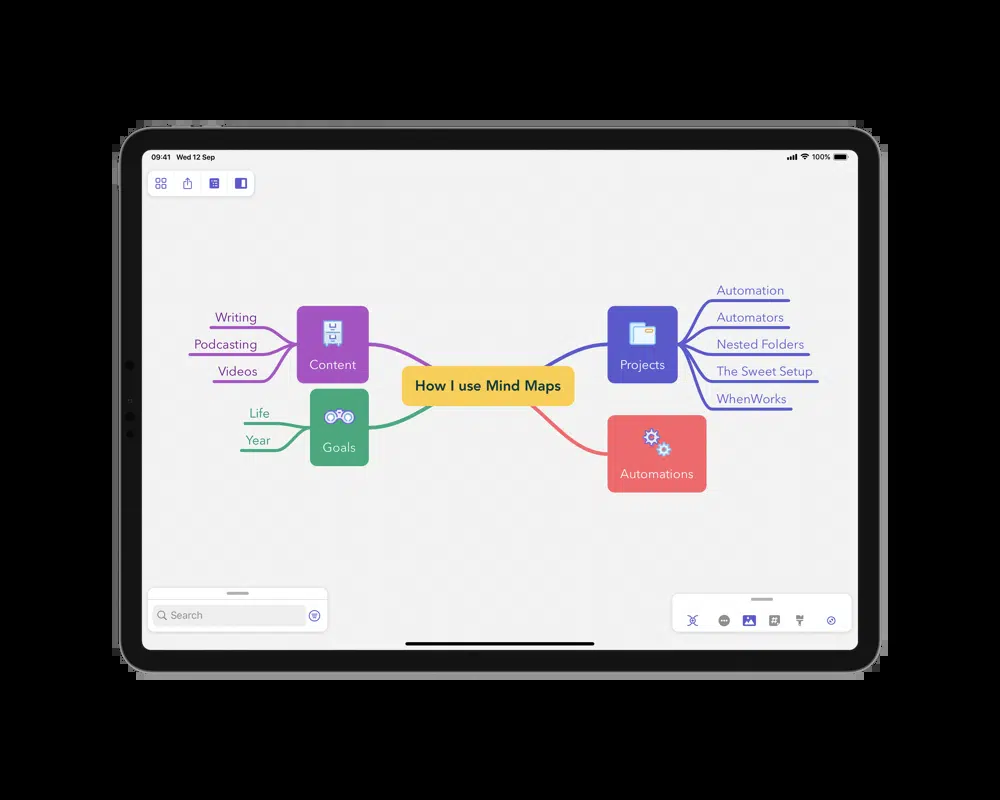 09:41 Wed 12 Sep
100%
Writing
Podcasting
Videos
Content
Life
Year
Goals
How I use Mind Maps
Projects
Automation
Automators
Nested Folders
The Sweet Setup
WhenWorks
Automations
Search